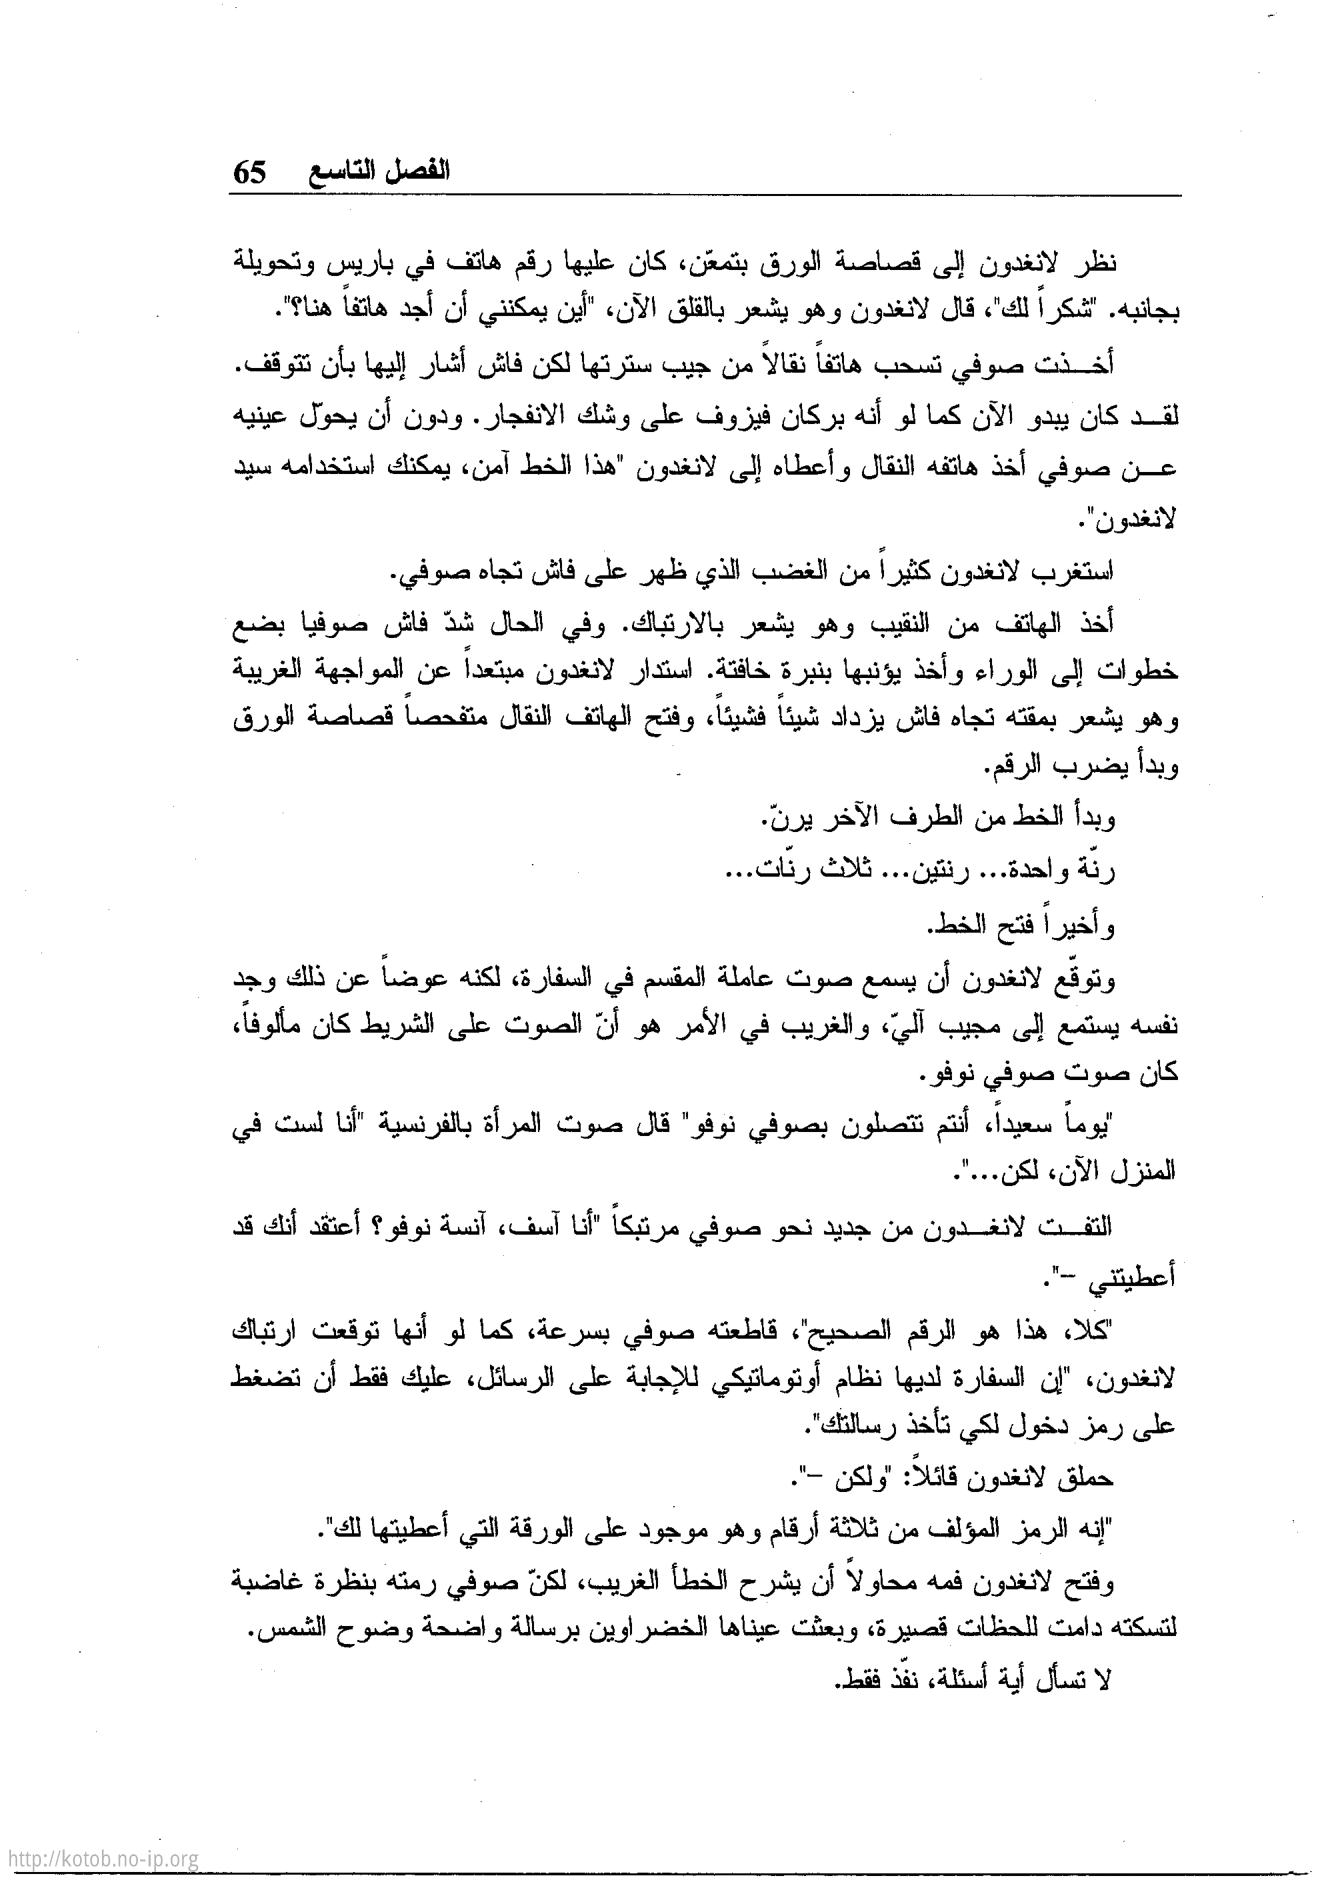 الفصل التاسع 65
نظر لانغدون إلى قصاصة الورق بتمعّن، كان عليها رقم هاتف في باريس وتحويلة
بجانبه. "شكراً لك"، قال لانغدون وهو يشعر بالقلق الآن، "أين يمكنني أن أجد هاتفاً هنا؟".
أخــذت صوفي تسحب هاتفاً نقالاً من جيب سترتها لكن فاش أشار إليها بأن تتوقف.
لقــد كان يبدو الآن كما لو أنه بركان فيزوف على وشك الانفجار. ودون أن يحوّل عينيه
عــن صوفي أخذ هاتفه النقال وأعطاه إلى لانغدون "هذا الخط آمن، يمكنك استخدامه سيد
لانغدون".
استغرب لانغدون كثيراً من الغضب الذي ظهر على فاش تجاه صوفي.
أخذ الهاتف من النقيب وهو يشعر بالارتباك. وفي الحال شدّ فاش صوفيا بضع
خطوات إلى الوراء وأخذ يؤنبها بنبرة خافتة. استدار لانغدون مبتعداً عن المواجهة الغريبة
وهو يشعر بمقته تجاه فاش يزداد شيئاً فشيئاً، وفتح الهاتف النقال متفحصاً قصاصة الورق
وبدأ يضرب الرقم.
وبدأ الخط من الطرف الآخر يرنّ.
رنّة واحدة... رنتين... ثلاث رنّات...
وأخيراً فتح الخط.
وتوقّع لانغدون أن يسمع صوت عاملة المقسم في السفارة، لكنه عوضاً عن ذلك وجد
نفسه يستمع إلى مجيب آليّ، والغريب في الأمر هو أنّ الصوت على الشريط كان مألوفاً،
كان صوت صوفي نوفو.
"يوماً سعيداً، أنتم تتصلون بصوفي نوفو" قال صوت المرأة بالفرنسية "أنا لست في
المنزل الآن، لكن...".
التفــت لانغــدون من جديد نحو صوفي مرتبكاً "أنا آسف، آنسة نوفو؟ أعتقد أنك قد
أعطيتني –".
"كلا، هذا هو الرقم الصحيح"، قاطعته صوفي بسرعة، كما لو أنها توقعت ارتباك
لانغدون، "إن السفارة لديها نظام أوتوماتيكي للإجابة على الرسائل، عليك فقط أن تضغط
على رمز دخول لكي تأخذ رسالتك".
حملق لانغدون قائلاً: "ولكن –".
"إنه الرمز المؤلف من ثلاثة أرقام وهو موجود على الورقة التي أعطيتها لك".
وفتح لانغدون فمه محاولاً أن يشرح الخطأ الغريب، لكنّ صوفي رمته بنظرة غاضبة
لتسكته دامت للحظات قصيرة، وبعثت عيناها الخضراوين برسالة واضحة وضوح الشمس.
لا تسأل أية أسئلة، نفّذ فقط.
http://kotob.no-ip.org